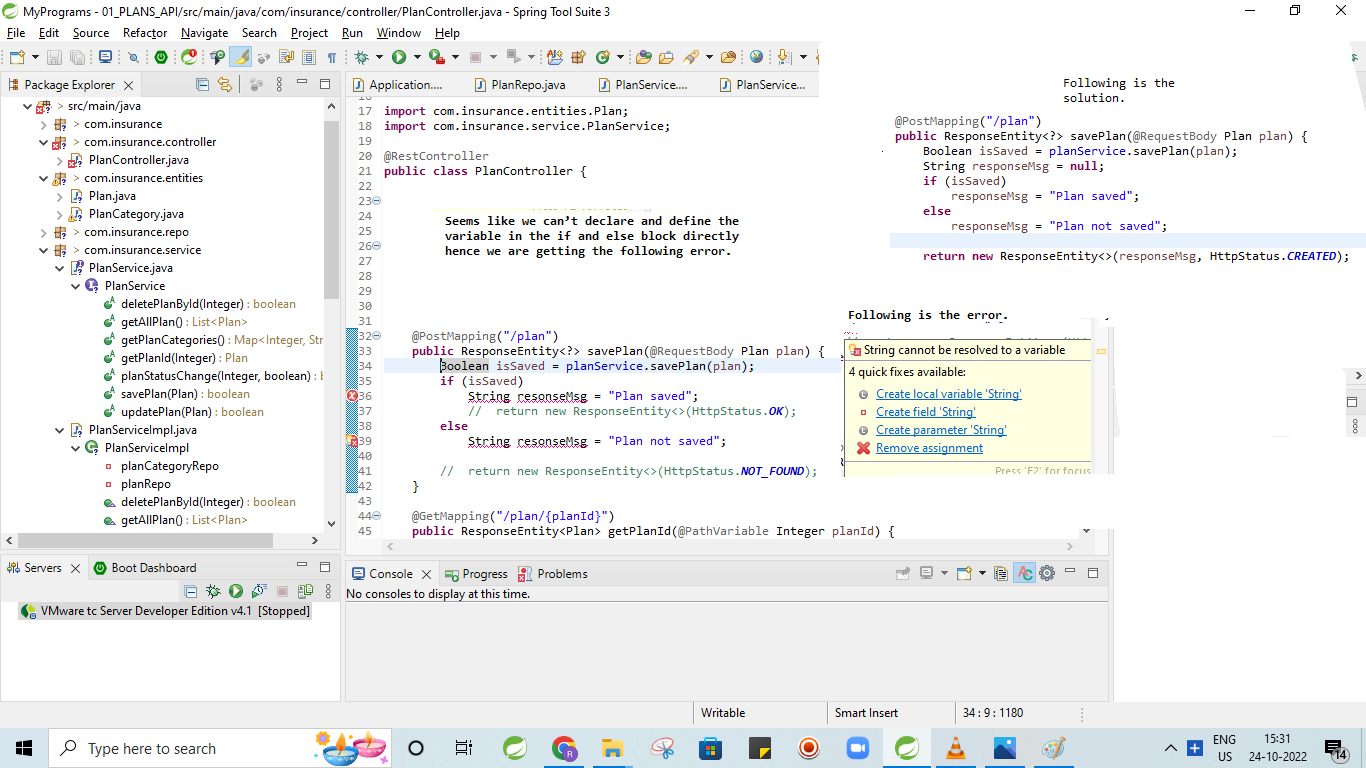 MyPrograms - 01_PLANS_API/src/main/java/com/insurance/controller/PlanController.java - Spring Tool Suite 3
File Edit Source Refactor Navigate Search Project Run Window Help
Package Explorer
> src/main/java
> com.insurance
> com.insurance.controller
> PlanController.java
com.insurance.entities
Plan.java
PlanCategory.java
> com.insurance.repo
> com.insurance.service
PlanService.java
PlanService
deletePlanById(Integer) : boolean
getAllPlan() : List<Plan>
getPlanCategories() : Map<Integer, Str
getPlanId(Integer) : Plan
planStatusChange(Integer, boolean) : b
savePlan(Plan) : boolean
updatePlan(Plan) : boolean
PlanServiceImpl.java
PlanServiceImpl
planCategoryRepo
planRepo
deletePlanById(Integer) : boolean
getAllPlan() : List<Plan>
Servers
Boot Dashboard
VMware tc Server Developer Edition v4.1 [Stopped]
Application....
PlanRepo.java
PlanService....
PlanService...
17 import com.insurance.entities.Plan;
18 import com.insurance.service.PlanService;
19
20 @RestController
21 public class PlanController {
22
23
24
25
26
27
28
29
30
31
Seems like we can't declare and define the
variable in the if and else block directly
hence we are getting the following error.
32 @PostMapping("/plan")
33 public ResponseEntity<?> savePlan(@RequestBody Plan plan) {
34 Boolean isSaved = planService.savePlan(plan);
35 if (isSaved)
36 String resonseMsg = "Plan saved";
37 // return new ResponseEntity<>(HttpStatus.OK);
38 else
39 String resonseMsg = "Plan not saved";
40
41 // return new ResponseEntity<>(HttpStatus.NOT_FOUND);
42 }
43
44 @GetMapping("/plan/{planId}")
45 public ResponseEntity<Plan> getPlanId(@PathVariable Integer planId) {
Following is the
solution.
@PostMapping("/plan")
public ResponseEntity<?> savePlan(@RequestBody Plan plan) {
Boolean isSaved = planService.savePlan(plan);
String responseMsg = null;
if (isSaved)
responseMsg = "Plan saved";
else
responseMsg = "Plan not saved";
return new ResponseEntity<>(responseMsg, HttpStatus.CREATED);
Following is the error.
String cannot be resolved to a variable
4 quick fixes available:
Create local variable 'String'
Create field 'String'
Create parameter 'String'
Remove assignment
Press 'F2' for focus
Console
Progress
Problems
No consoles to display at this time.
Writable
Smart Insert
34 : 9 : 1180
Type here to search
R
ENG
US
15:31
24-10-2022
14